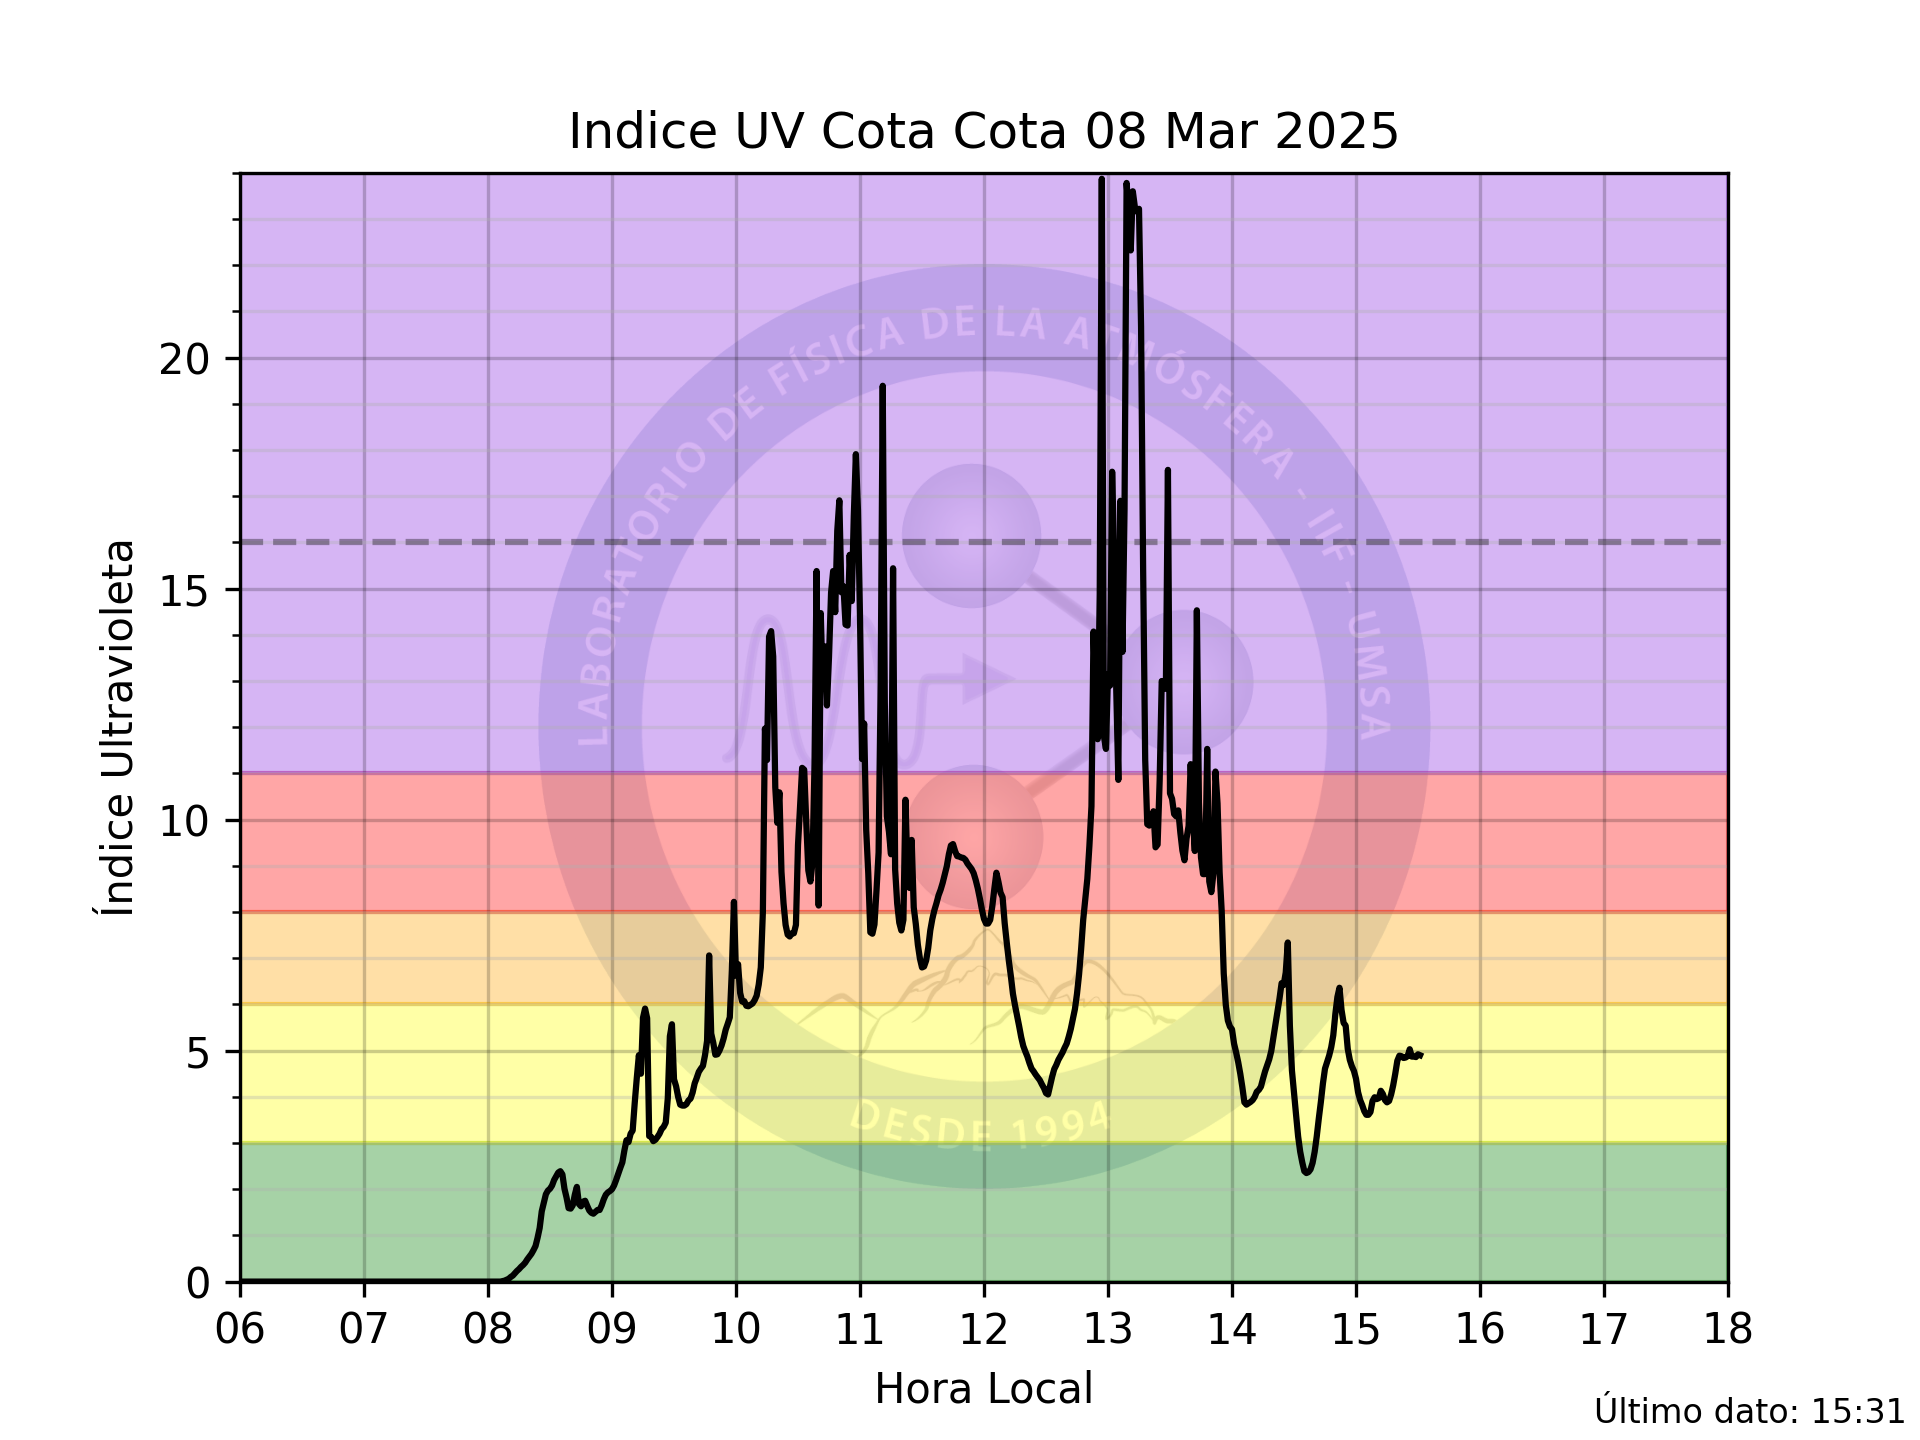 Indice UV Cota Cota 08 Mar 2025
Índice Ultravioleta
20
15
10
5
0
LABORATORIO DE FÍSICA DE LA ATMÓSFERA - IIF - UMSA
DESDE 1994
06 07 08 09 10 11 12 13 14 15 16 17 18
Hora Local
Último dato: 15:31